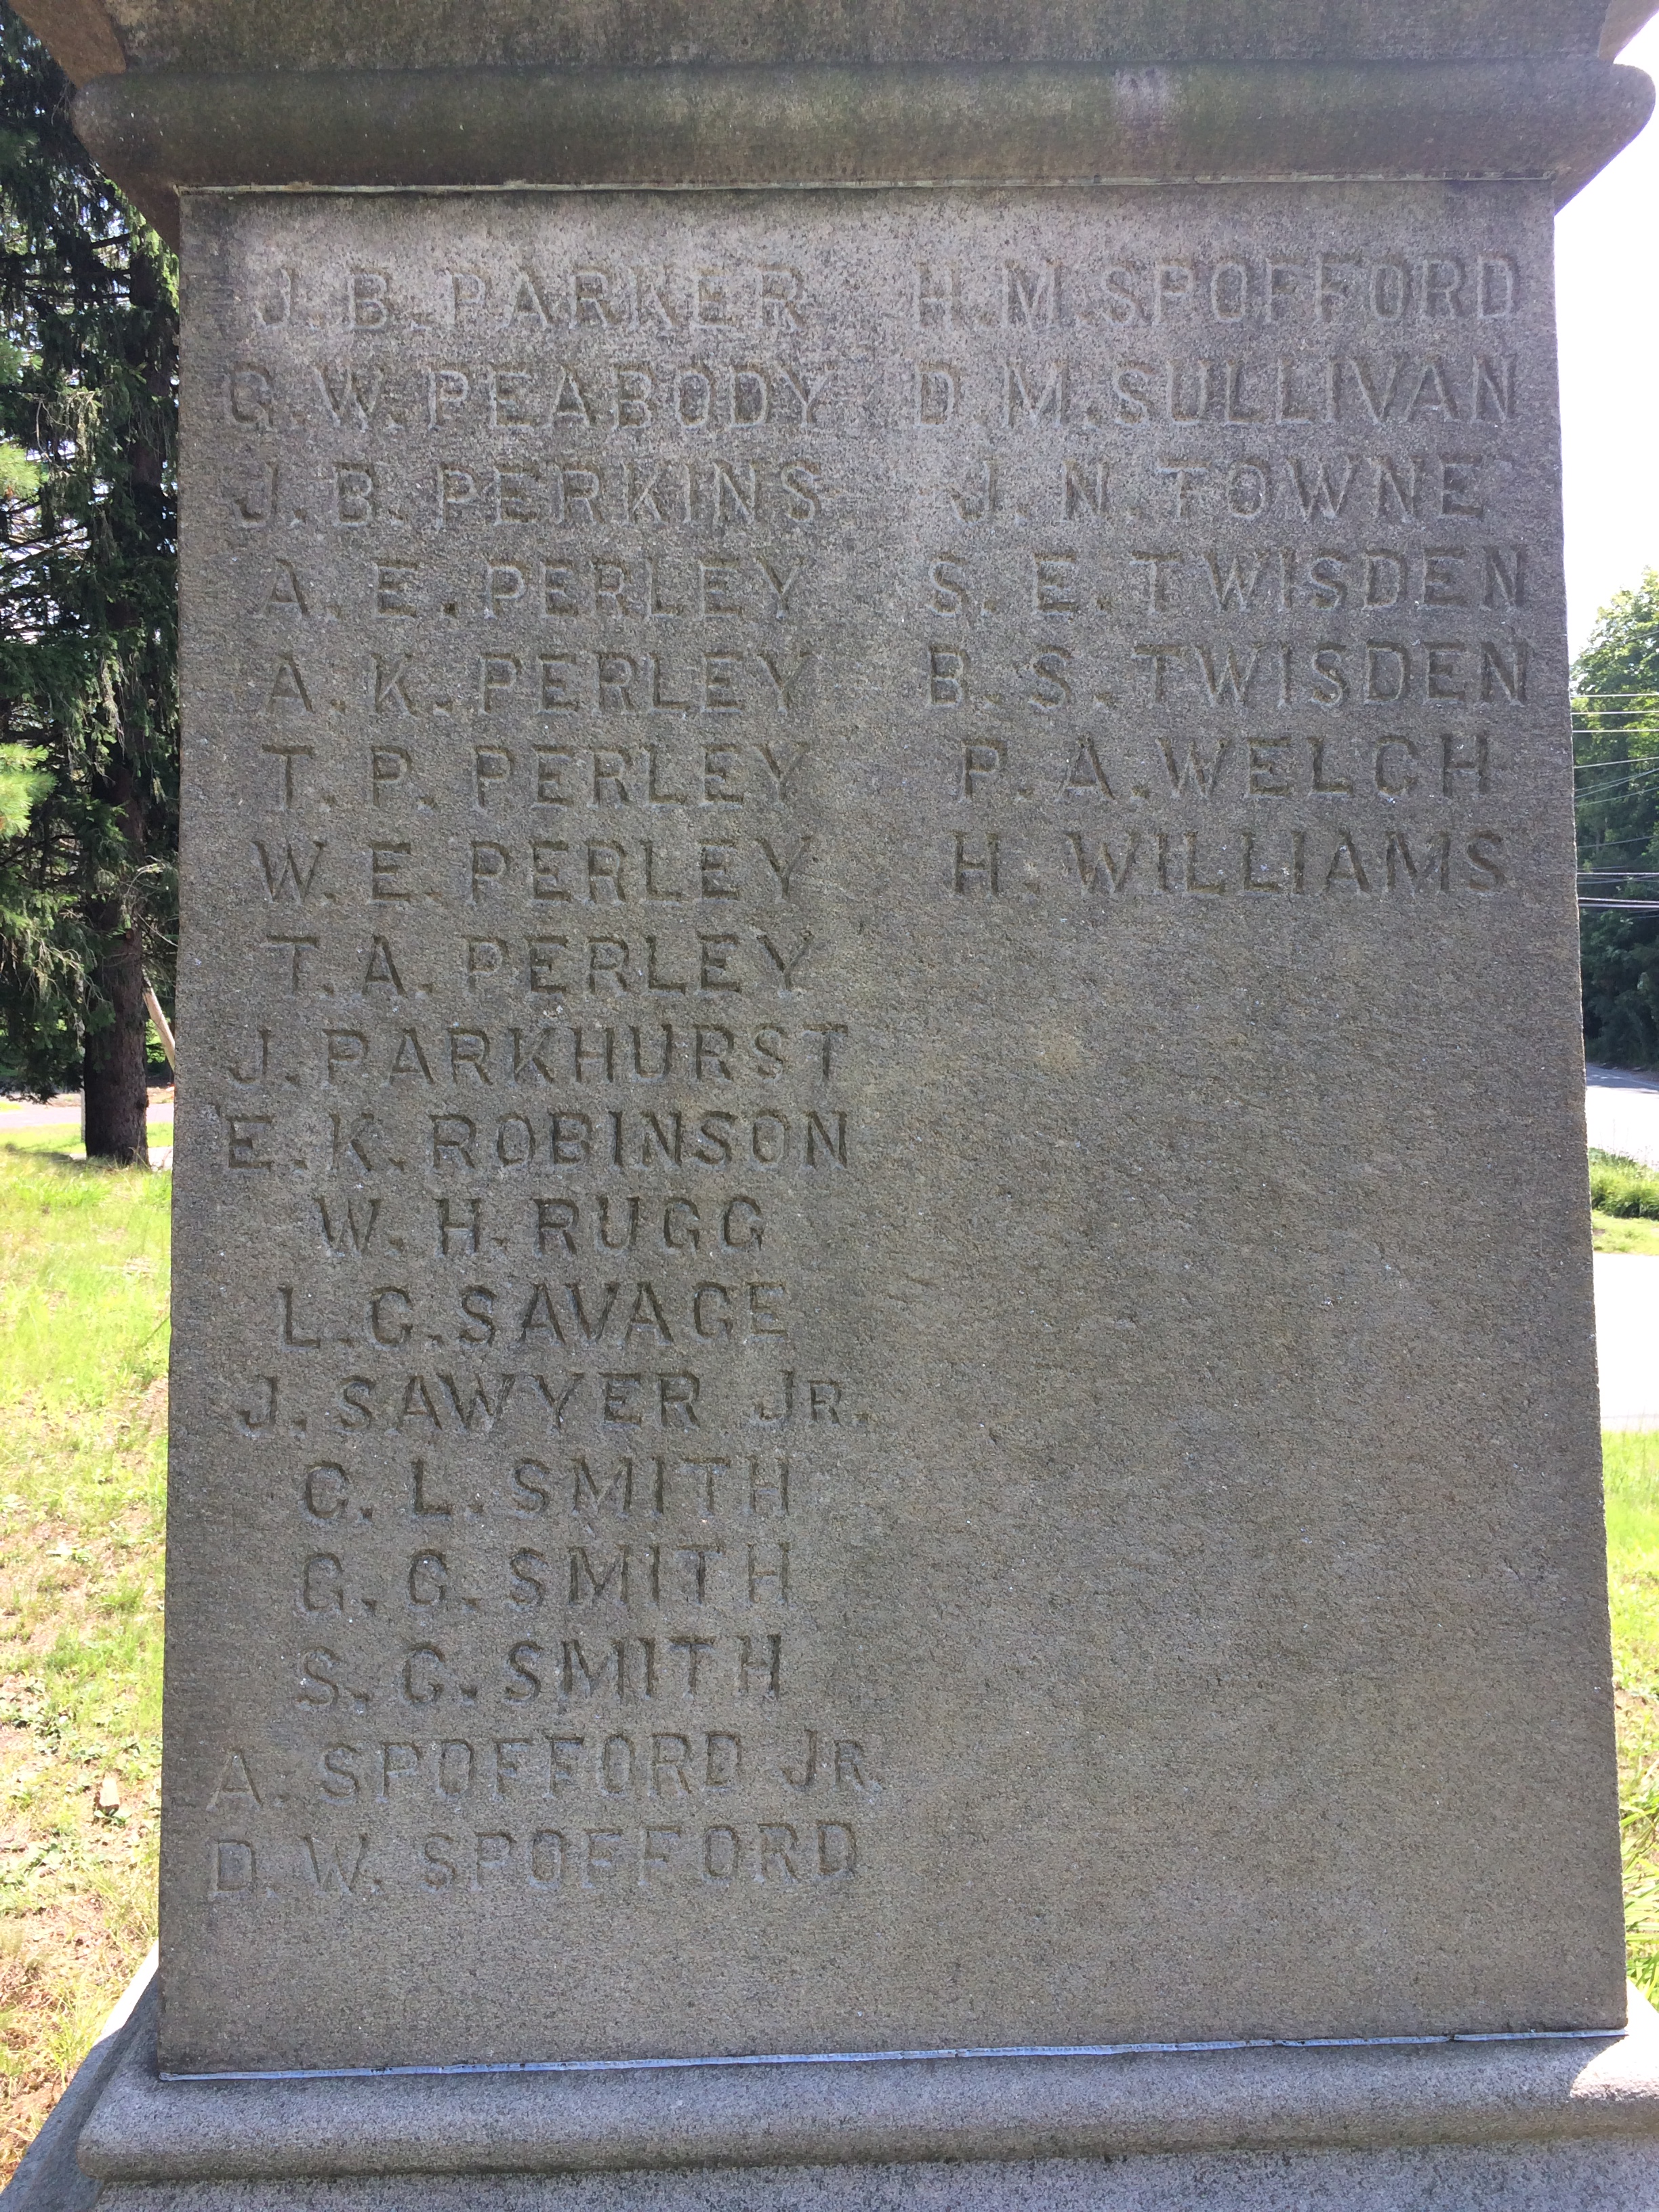 J. B. PARKER
G. W. PEABODY
J. B. PERKINS
A. E. PERLEY
A. K. PERLEY
T. P. PERLEY
W. E. PERLEY
T. A. PERLEY
J. PARKHURST
E. K. ROBINSON
W. H. RUGG
L. G. SAVAGE
J. SAWYER JR.
C. L. SMITH
G. G. SMITH
S. G. SMITH
A. SPOFFORD JR.
D. W. SPOFFORD
H. M. SPOFFORD
D. M. SULLIVAN
J. N. TOWNE
S. E. TWISDEN
B. S. TWISDEN
P. A. WELCH
H. WILLIAMS